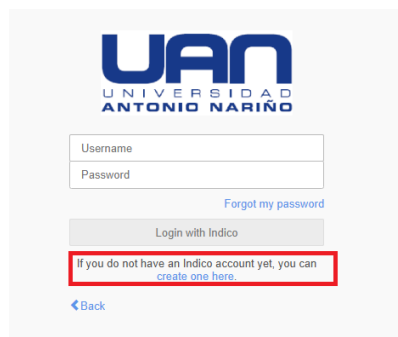 UAN
UNIVERSIDAD
ANTONIO NARIÑO
Username
Password
Forgot my password
Login with Indico
If you do not have an Indico account yet, you can
create one here.
Back